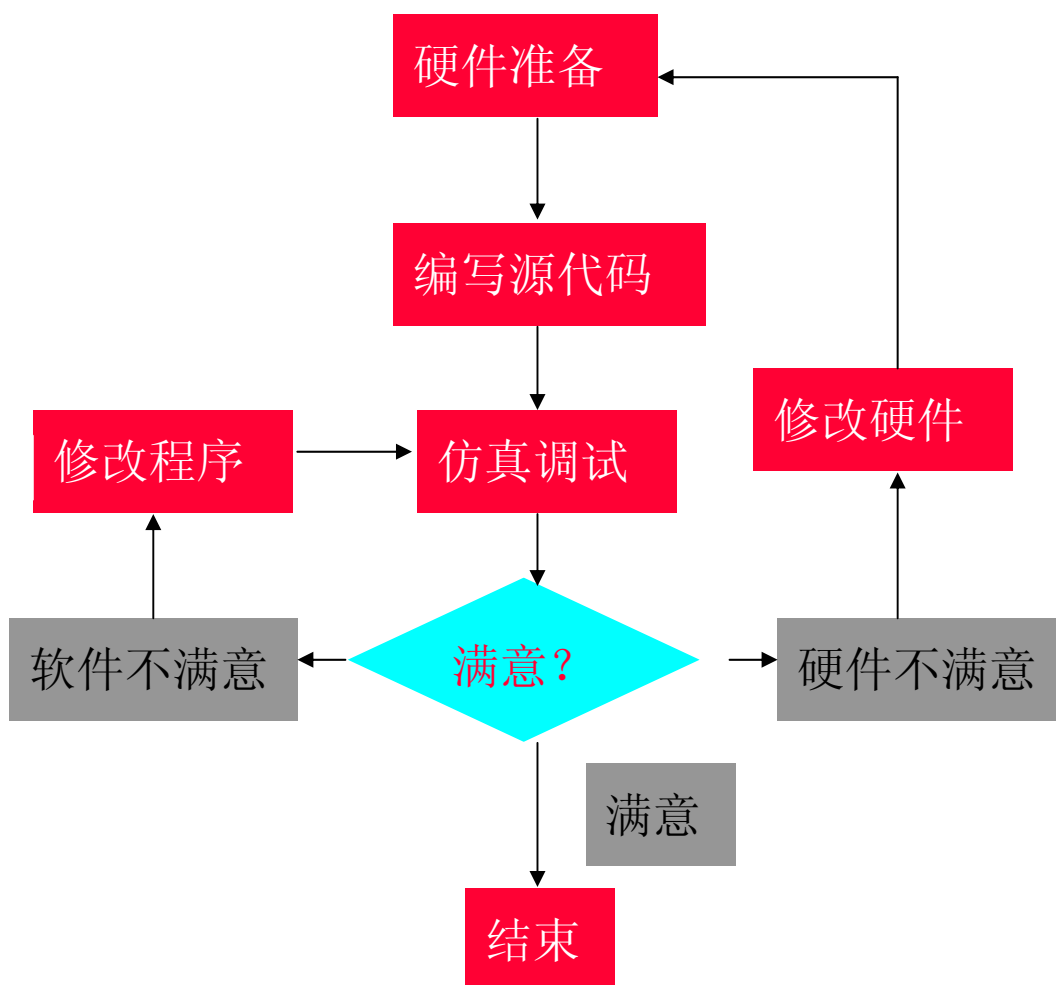 硬件准备
编写源代码
修改硬件
修改程序
仿真调试
软件不满意
满意？
硬件不满意
满意
结束